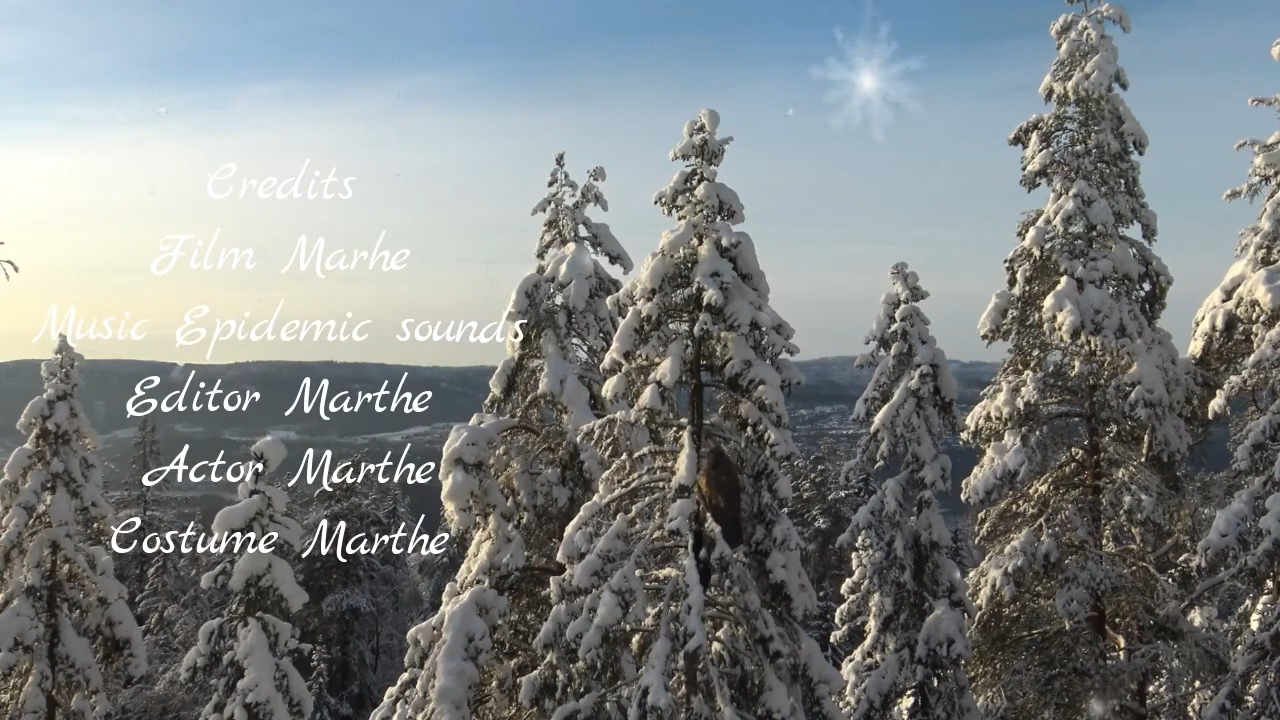 Credits
Film Marhe
Music Epidemic sounds
Editor Marthe
Actor Marthe
Costume Marthe